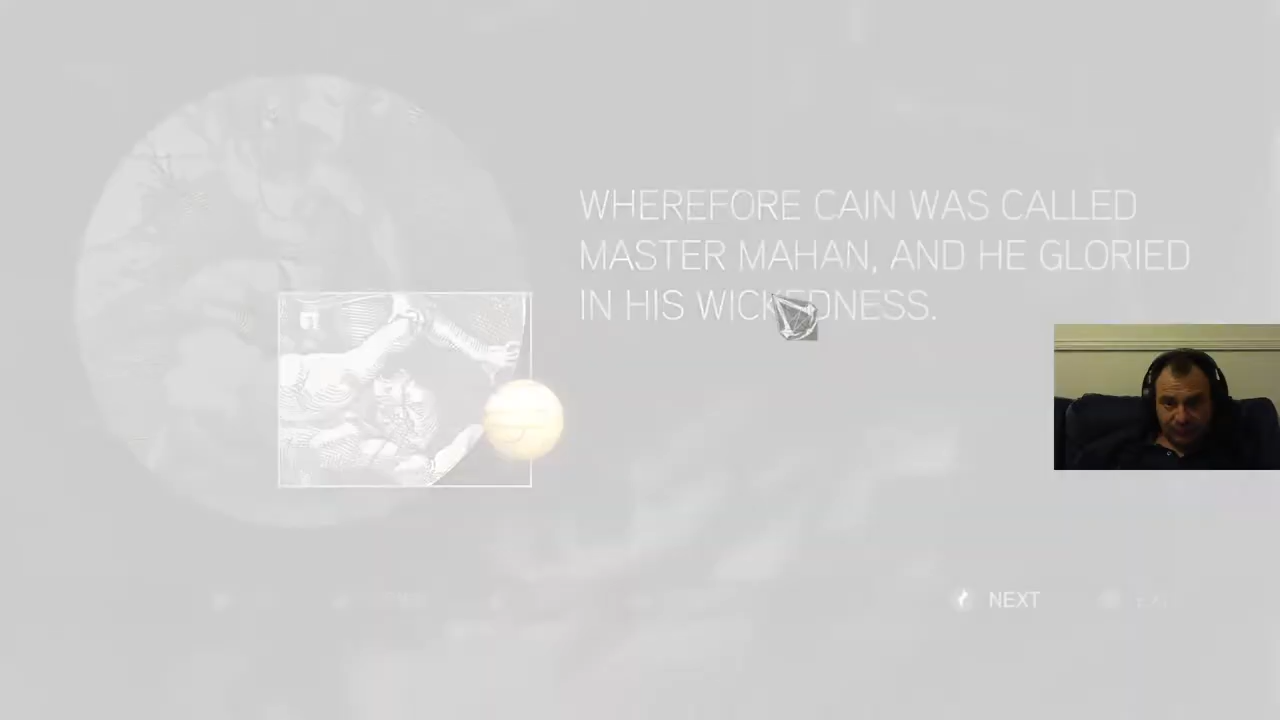 WHEREFORE CAIN WAS CALLED
MASTER MAHAN, AND HE GLORIED
IN HIS WICKEDNESS.
NEXT